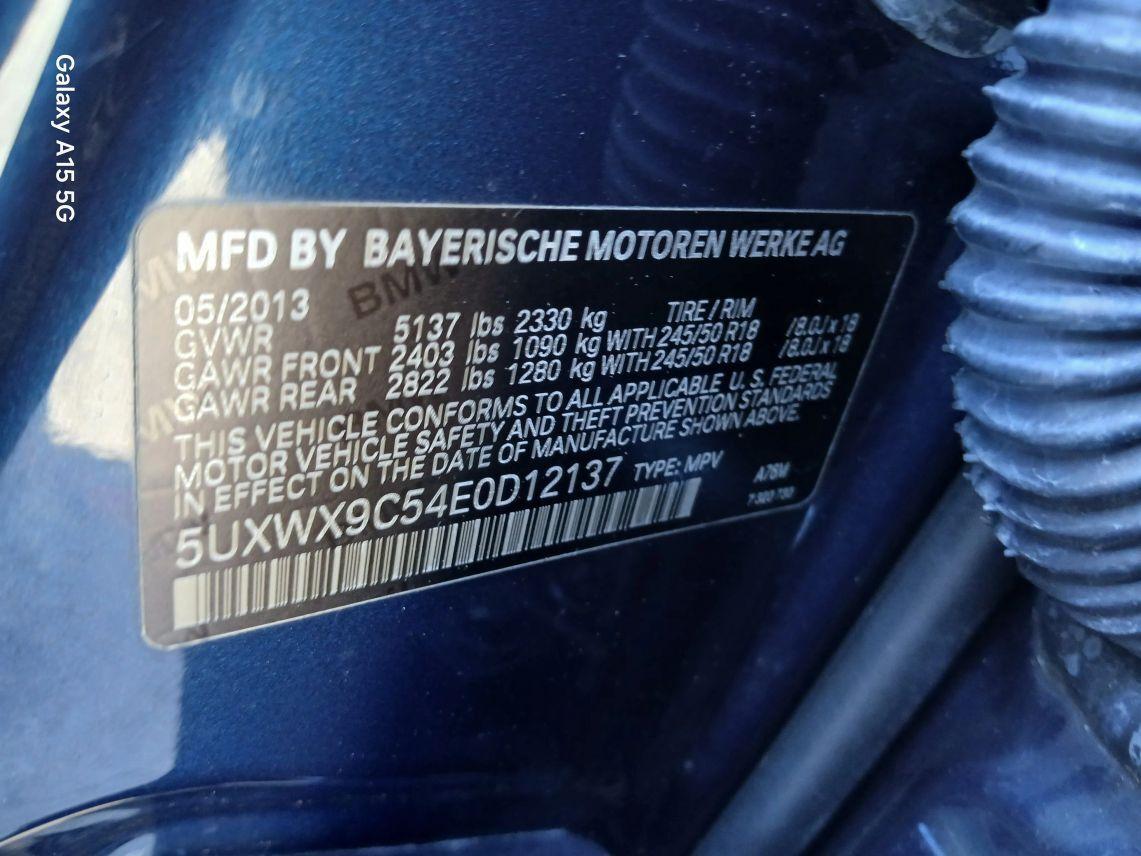 Galaxy A15 5G
MFD BY BAYERISCHE MOTOREN WERKE AG
05/2013 TIRE / RIM
GVWR 5137 lbs 2330 kg
GAWR FRONT 2403 lbs 1090 kg WITH 245/50 R18 /8.0J x 18
GAWR REAR 2822 lbs 1280 kg WITH 245/50 R18 /8.0J x 18
THIS VEHICLE CONFORMS TO ALL APPLICABLE U. S. FEDERAL
MOTOR VEHICLE SAFETY AND THEFT PREVENTION STANDARDS
IN EFFECT ON THE DATE OF MANUFACTURE SHOWN ABOVE.
5UXWX9C54E0D12137 TYPE: MPV